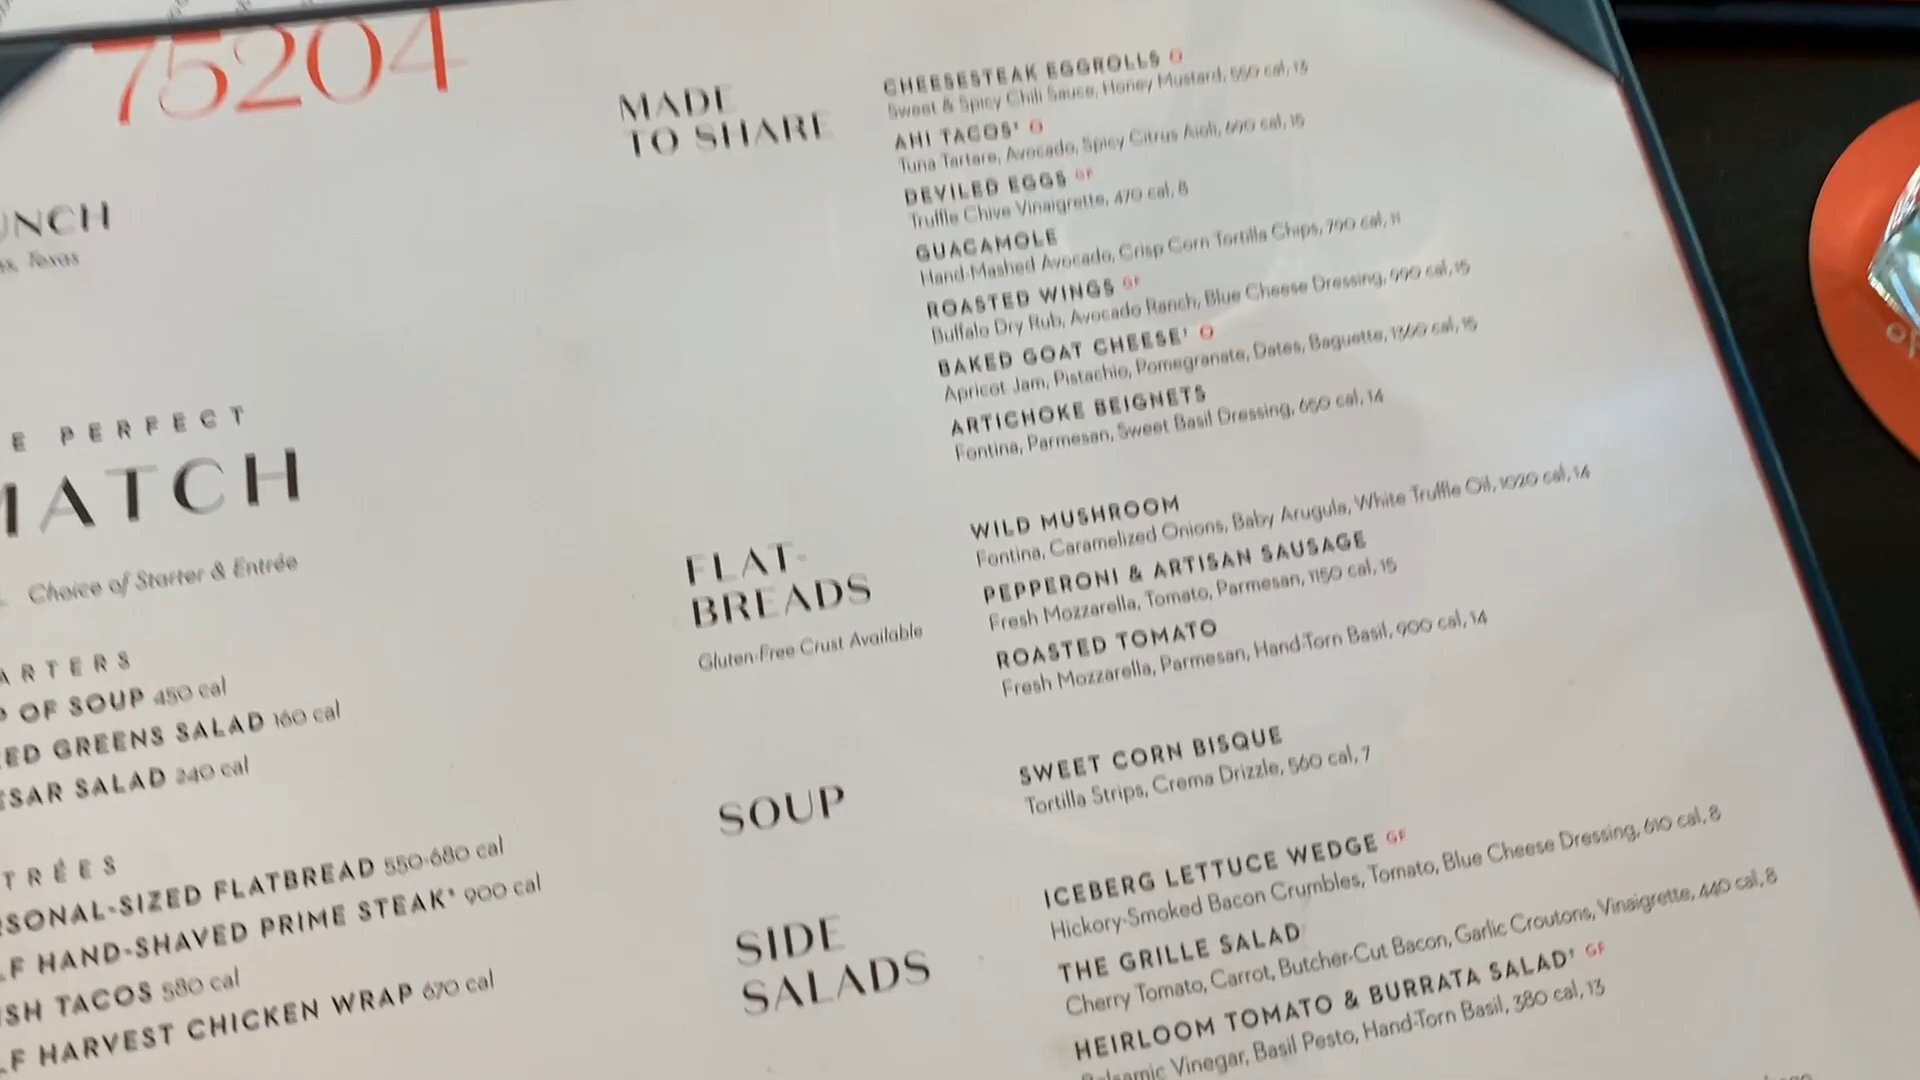 75204
UNCH
Texas
E PERFECT
MATCH
Choice of Starter & Entrée
ARTERS
OF SOUP 450 cal
ED GREENS SALAD 160 cal
ESAR SALAD 240 cal
TRÉES
RSONAL-SIZED FLATBREAD 550-680 cal
LF HAND-SHAVED PRIME STEAK* 900 cal
ISH TACOS 580 cal
LF HARVEST CHICKEN WRAP 670 cal
MADE
TO SHARE
CHEESESTEAK EGGROLLS O
Sweet & Spicy Chili Sauce, Honey Mustard, 550 cal, 13
AHI TACOS* O
Tuna Tartare, Avocado, Spicy Citrus Aioli, 690 cal, 15
DEVILED EGGS GF
Truffle Chive Vinaigrette, 470 cal, 8
GUACAMOLE
Hand-Mashed Avocado, Crisp Corn Tortilla Chips, 790 cal, 11
ROASTED WINGS GF
Buffalo Dry Rub, Avocado Ranch, Blue Cheese Dressing, 990 cal, 15
BAKED GOAT CHEESE† O
Apricot Jam, Pistachio, Pomegranate, Dates, Baguette, 1360 cal, 15
ARTICHOKE BEIGNETS
Fontina, Parmesan, Sweet Basil Dressing, 650 cal, 14
FLAT-
BREADS
Gluten-Free Crust Available
WILD MUSHROOM
Fontina, Caramelized Onions, Baby Arugula, White Truffle Oil, 1020 cal, 14
PEPPERONI & ARTISAN SAUSAGE
Fresh Mozzarella, Tomato, Parmesan, 1150 cal, 15
ROASTED TOMATO
Fresh Mozzarella, Parmesan, Hand-Torn Basil, 900 cal, 14
SOUP
SWEET CORN BISQUE
Tortilla Strips, Crema Drizzle, 560 cal, 7
SIDE
SALADS
ICEBERG LETTUCE WEDGE GF
Hickory-Smoked Bacon Crumbles, Tomato, Blue Cheese Dressing, 610 cal, 8
THE GRILLE SALAD
Cherry Tomato, Carrot, Butcher-Cut Bacon, Garlic Croutons, Vinaigrette, 440 cal, 8
HEIRLOOM TOMATO & BURRATA SALAD† GF
Balsamic Vinegar, Basil Pesto, Hand-Torn Basil, 380 cal, 13